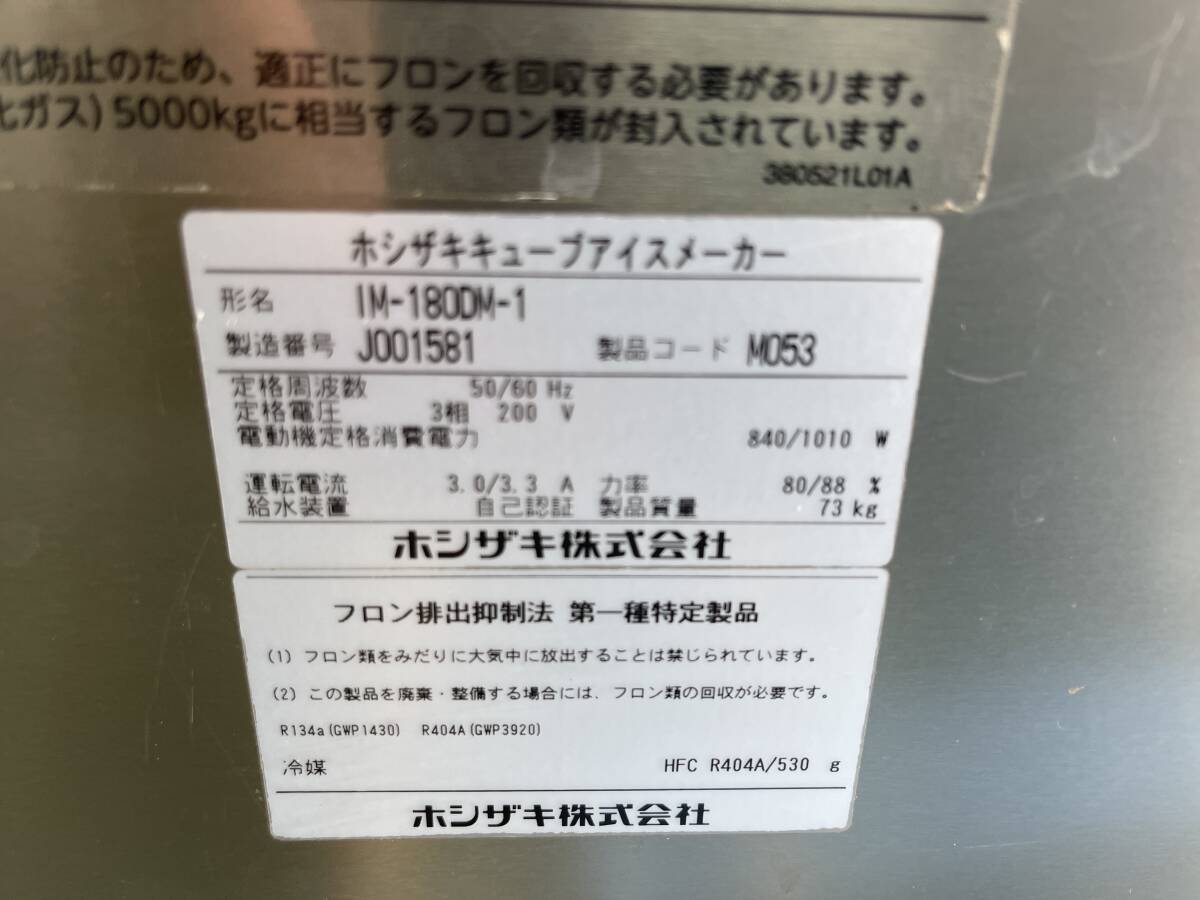 化防止のため、適正にフロンを回収する必要があります。
化ガス) 5000kgに相当するフロン類が封入されています。
380521L01A
ホシザキキューブアイスメーカー
形名 IM-180DM-1
製造番号 J001581 製品コード M053
定格周波数 50/60 Hz
定格電圧 3相 200 V
電動機定格消費電力 840/1010 W
運転電流 3.0/3.3 A 力率 80/88 %
給水装置 自己認証 製品質量 73 kg
ホシザキ株式会社
フロン排出抑制法 第一種特定製品
(1) フロン類をみだりに大気中に放出することは禁じられています。
(2) この製品を廃棄・整備する場合には、フロン類の回収が必要です。
R134a(GWP1430) R404A(GWP3920)
冷媒 HFC R404A/530 g
ホシザキ株式会社